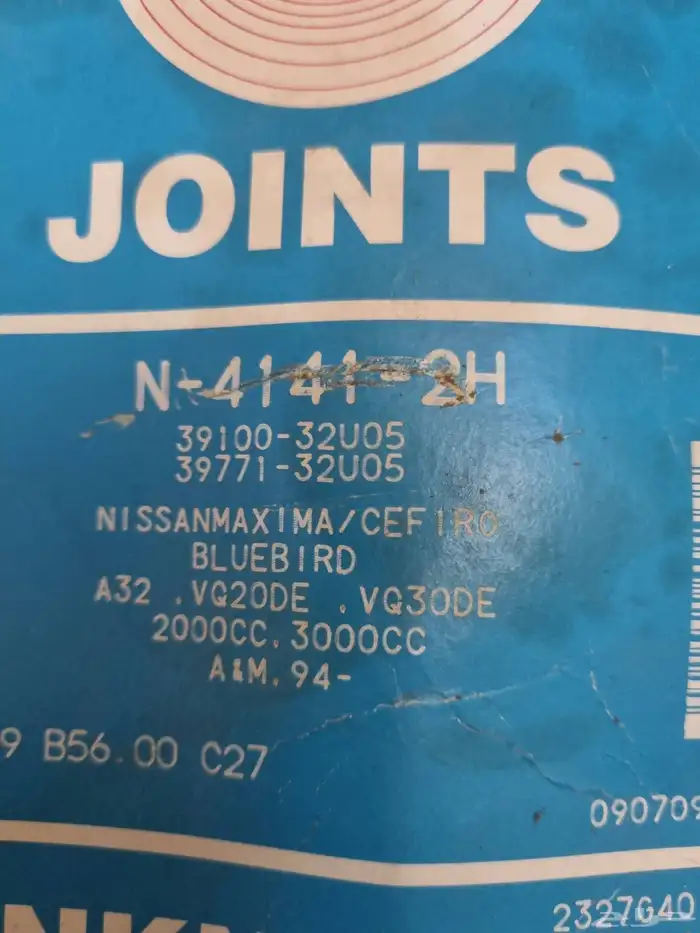 JOINTS
N-4141-2H
39100-32U05
39771-32U05
NISSANMAXIMA/CEFIRO
BLUEBIRD
A32 .VQ20DE .VQ30DE
2000CC.3000CC
A&M.94-
9 B56.00 C27
090709
2327G40